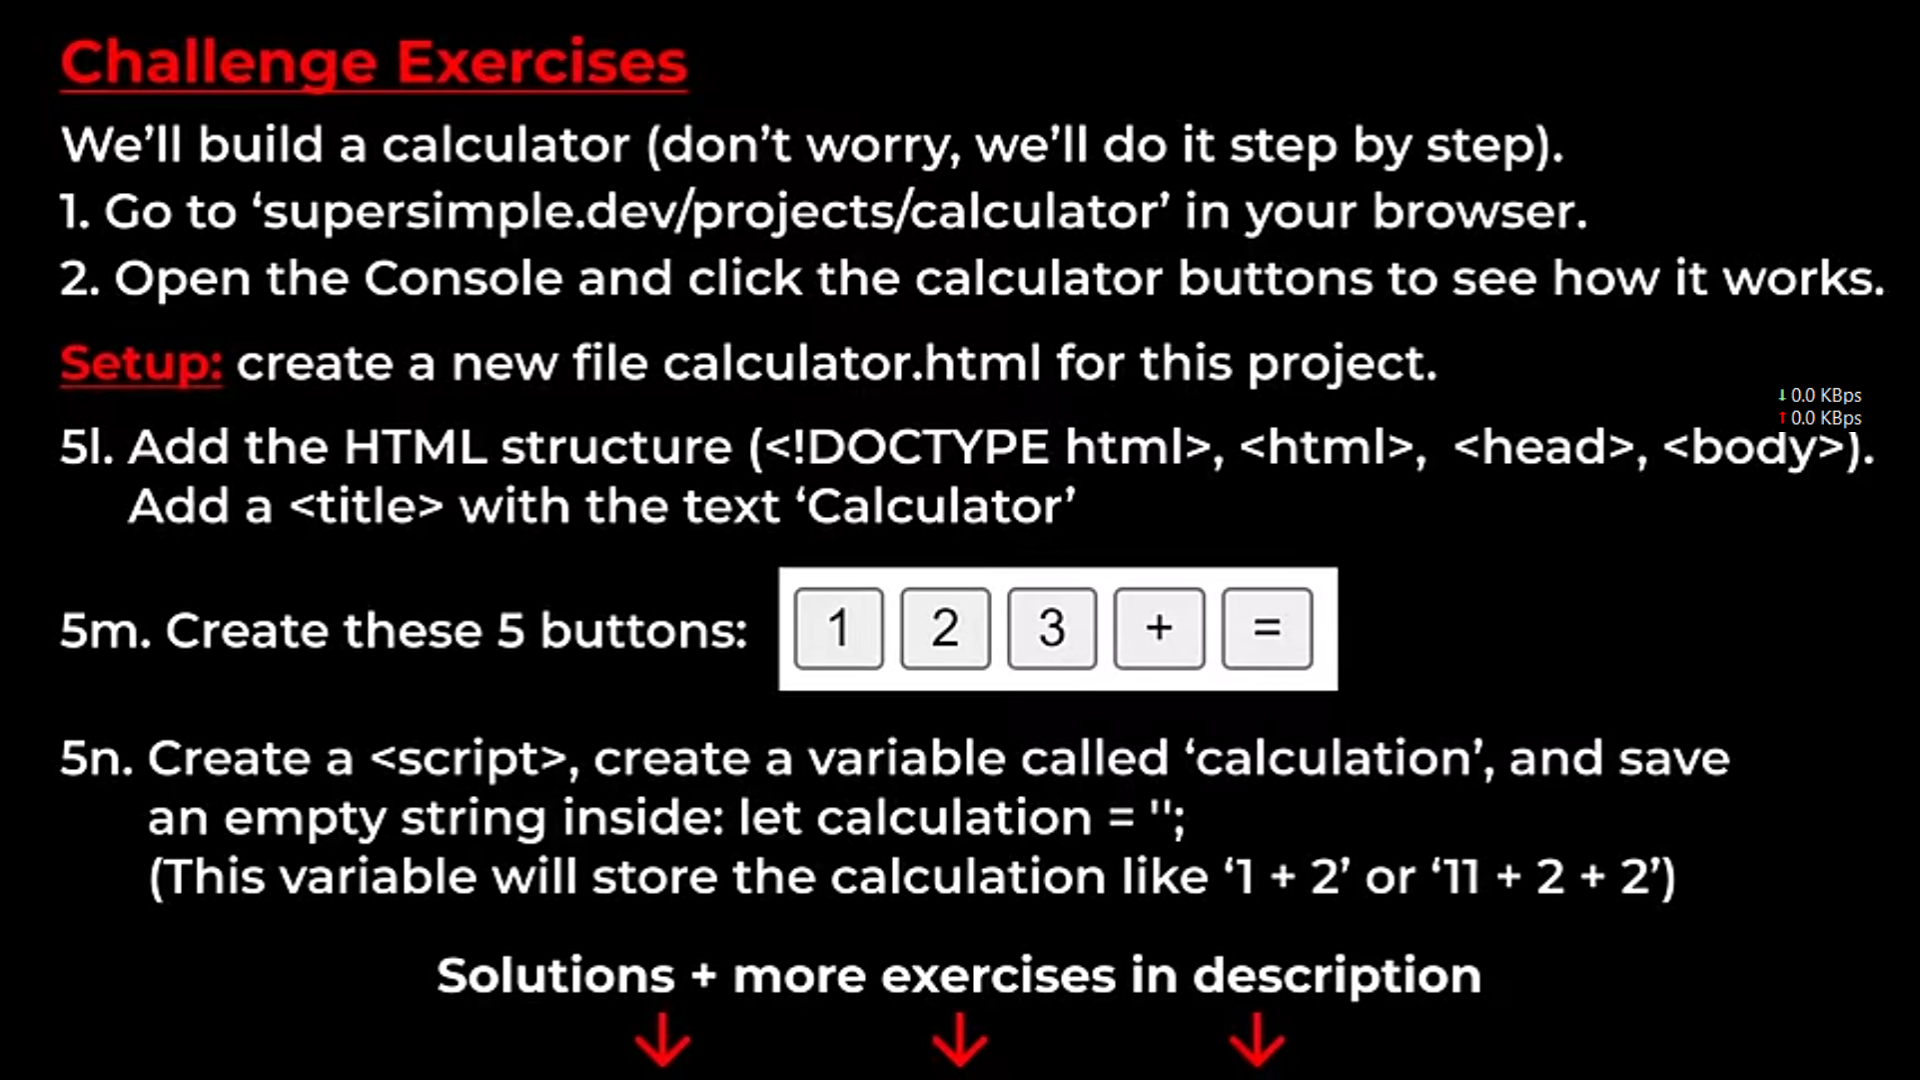 Challenge Exercises
We’ll build a calculator (don’t worry, we’ll do it step by step).
1. Go to ‘supersimple.dev/projects/calculator’ in your browser.
2. Open the Console and click the calculator buttons to see how it works.
Setup: create a new file calculator.html for this project.
↓ 0.0 KBps
↑ 0.0 KBps
5l. Add the HTML structure (<!DOCTYPE html>, <html>, <head>, <body>).
Add a <title> with the text ‘Calculator’
5m. Create these 5 buttons: 1 2 3 + =
5n. Create a <script>, create a variable called ‘calculation’, and save
an empty string inside: let calculation = '';
(This variable will store the calculation like ‘1 + 2’ or ‘11 + 2 + 2’)
Solutions + more exercises in description